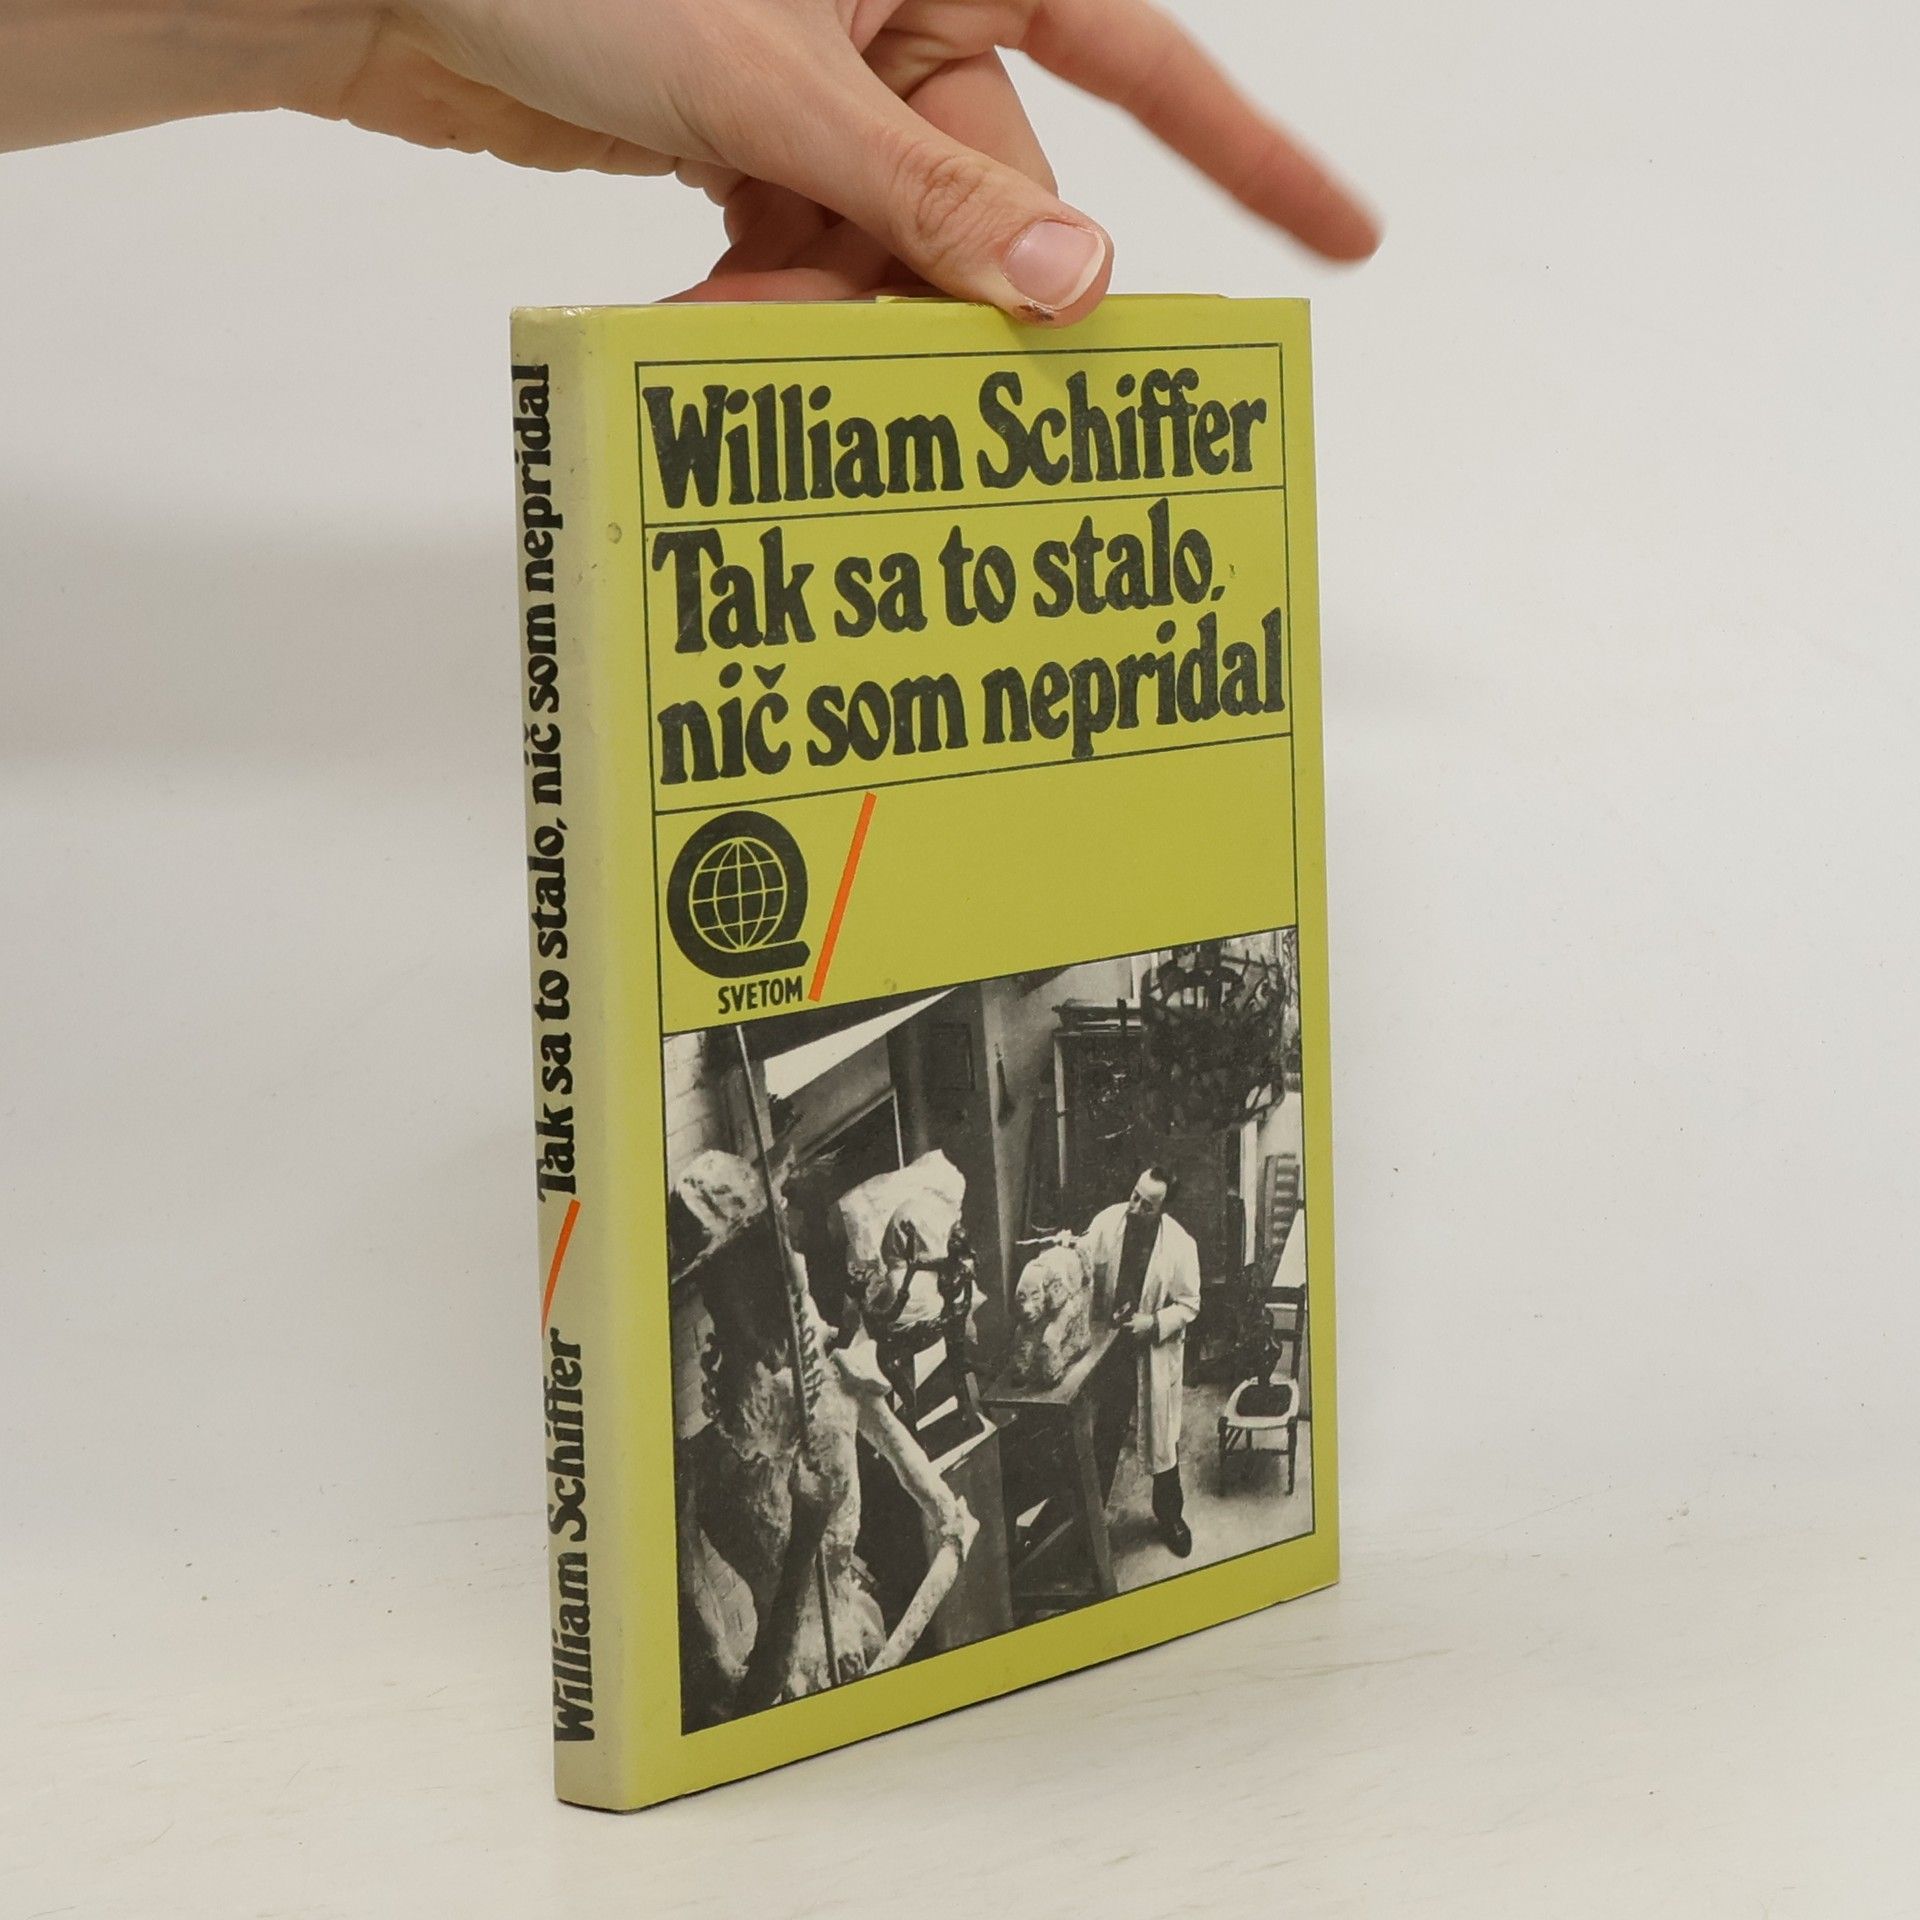 William Schiffer
Tak sa to stalo,
nič som nepridal
SVETOM
William Schiffer / Tak sa to stalo, nič som nepridal